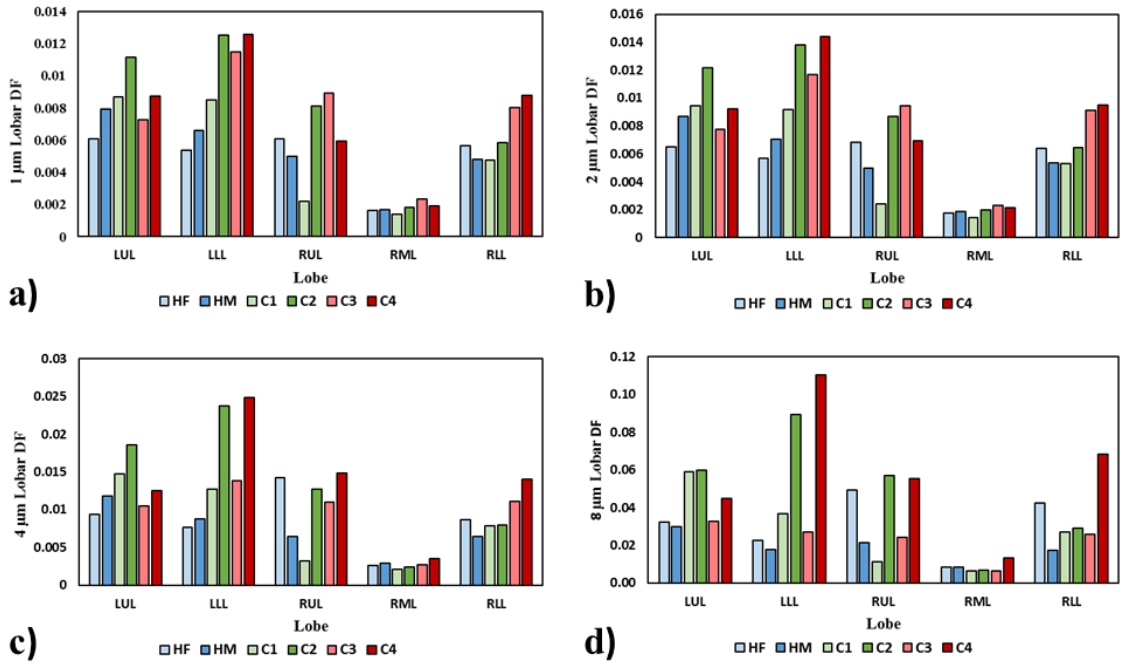 1 µm Lobar DF
0.014
0.012
0.01
0.008
0.006
0.004
0.002
0
LUL LLL RUL RML RLL
Lobe
HF HM C1 C2 C3 C4
a)
2 µm Lobar DF
0.016
0.014
0.012
0.01
0.008
0.006
0.004
0.002
0
LUL LLL RUL RML RLL
Lobe
HF HM C1 C2 C3 C4
b)
4 µm Lobar DF
0.03
0.025
0.02
0.015
0.01
0.005
0
LUL LLL RUL RML RLL
Lobe
HF HM C1 C2 C3 C4
c)
8 µm Lobar DF
0.12
0.10
0.08
0.06
0.04
0.02
0.00
LUL LLL RUL RML RLL
Lobe
HF HM C1 C2 C3 C4
d)